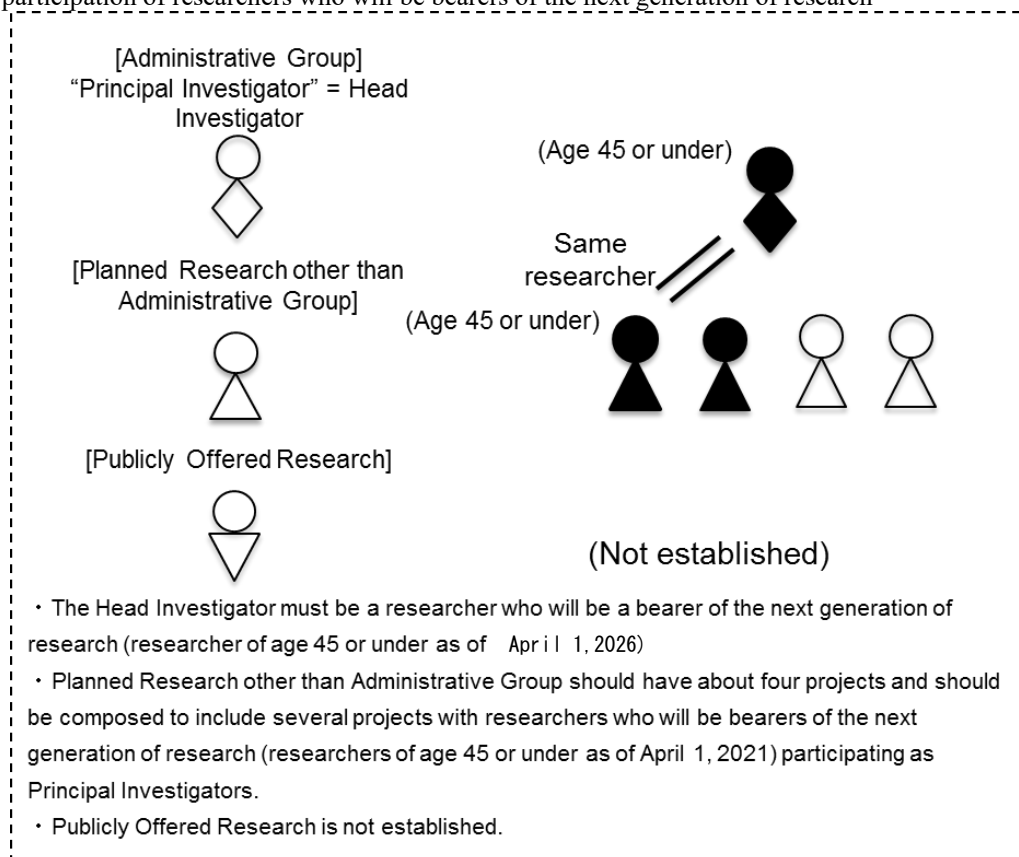 participation of researchers who will be bearers of the next generation of research
[Administrative Group]
“Principal Investigator” = Head
Investigator
(Age 45 or under)
Same
researcher
[Planned Research other than
Administrative Group]
(Age 45 or under)
[Publicly Offered Research]
(Not established)
・The Head Investigator must be a researcher who will be a bearer of the next generation of
research (researcher of age 45 or under as of April 1, 2026)
・Planned Research other than Administrative Group should have about four projects and should
be composed to include several projects with researchers who will be bearers of the next
generation of research (researchers of age 45 or under as of April 1, 2021) participating as
Principal Investigators.
・Publicly Offered Research is not established.